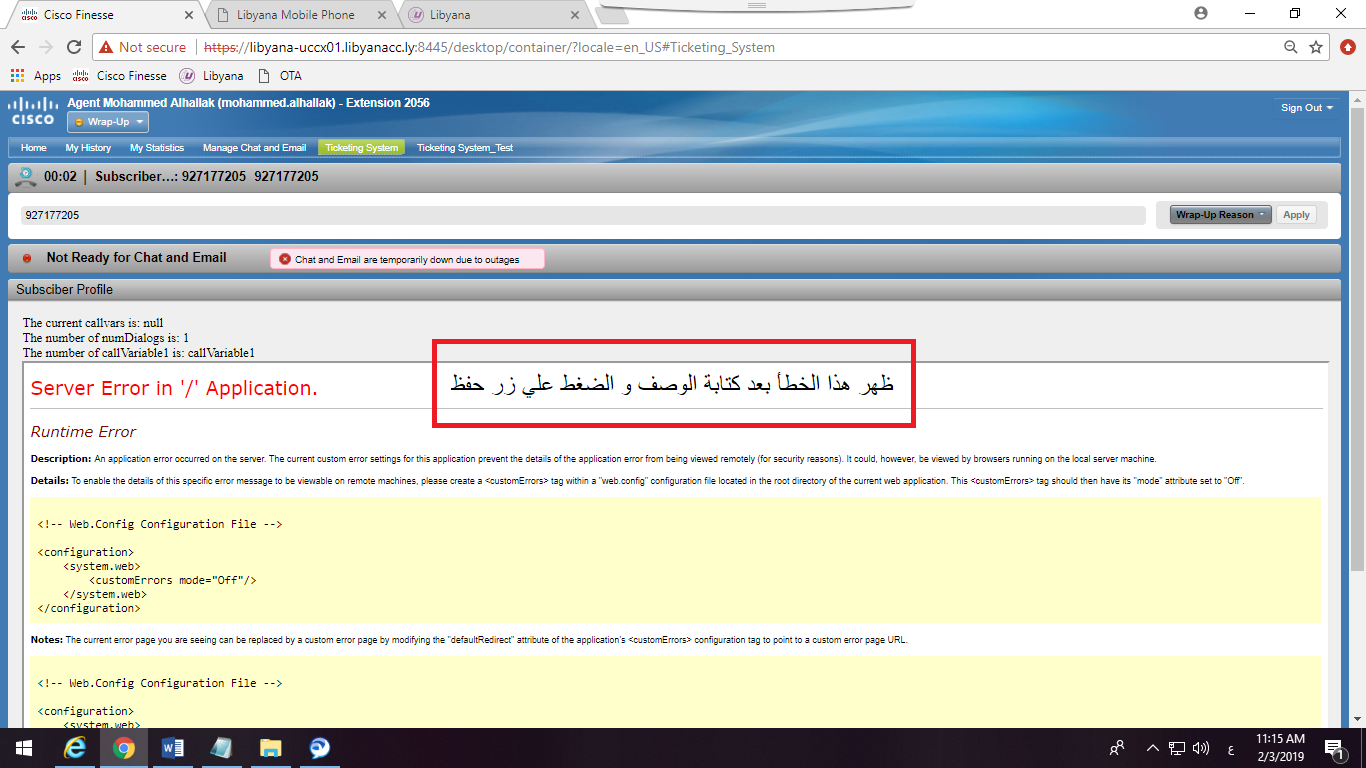 Cisco Finesse
Libyana Mobile Phone
Libyana
Not secure
https://libyana-uccx01.libyanacc.ly:8445/desktop/container/?locale=en_US#Ticketing_System
Apps
Cisco Finesse
Libyana
OTA
CISCO
Agent Mohammed Alhallak (mohammed.alhallak) - Extension 2056
Wrap-Up
Sign Out
Home My History My Statistics Manage Chat and Email Ticketing System Ticketing System_Test
00:02 | Subscriber...: 927177205 927177205
927177205
Wrap-Up Reason
Apply
Not Ready for Chat and Email
Chat and Email are temporarily down due to outages
Subsciber Profile
The current callvars is: null
The number of numDialogs is: 1
The number of callVariable1 is: callVariable1
Server Error in '/' Application.
ظهر هذا الخطأ بعد كتابة الوصف و الضغط علي زر حفظ
Runtime Error
Description: An application error occurred on the server. The current custom error settings for this application prevent the details of the application error from being viewed remotely (for security reasons). It could, however, be viewed by browsers running on the local server machine.
Details: To enable the details of this specific error message to be viewable on remote machines, please create a <customErrors> tag within a "web.config" configuration file located in the root directory of the current web application. This <customErrors> tag should then have its "mode" attribute set to "Off".
<!-- Web.Config Configuration File -->
<configuration>
<system.web>
<customErrors mode="Off"/>
</system.web>
</configuration>
Notes: The current error page you are seeing can be replaced by a custom error page by modifying the "defaultRedirect" attribute of the application's <customErrors> configuration tag to point to a custom error page URL.
<!-- Web.Config Configuration File -->
<configuration>
<system.web>
ع
11:15 AM
2/3/2019
1